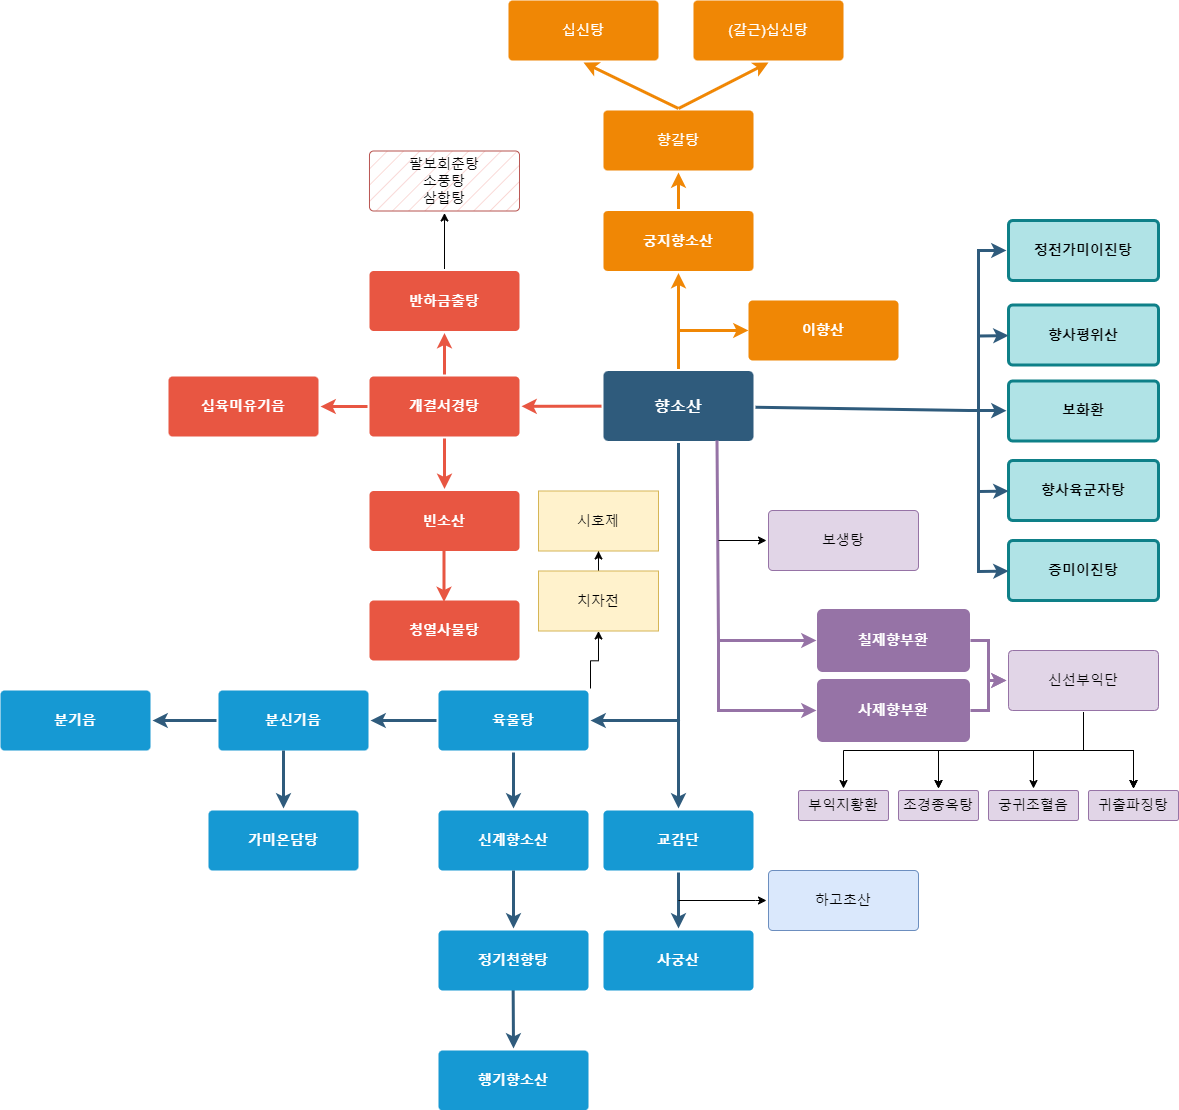 십신탕
(갈근)십신탕
향갈탕
팔보회춘탕
소풍탕
삼합탕
궁지향소산
정전가미이진탕
반하금출탕
이향산
향사평위산
십육미유기음
개결서경탕
향소산
보화환
향사육군자탕
빈소산
시호제
보생탕
증미이진탕
치자전
청열사물탕
칠제향부환
신선부익단
사제향부환
분기음
분신기음
육울탕
부익지황환
조경종옥탕
궁귀조혈음
귀출파징탕
가미온담탕
신계향소산
교감단
하고초산
정기천향탕
사궁산
행기향소산